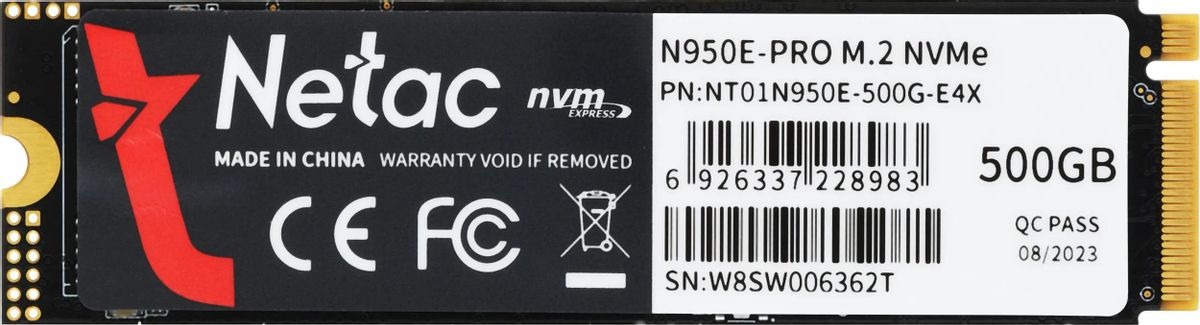 Netac
nvm
EXPRESS
MADE IN CHINA WARRANTY VOID IF REMOVED
CE FC
N950E-PRO M.2 NVMe
PN:NT01N950E-500G-E4X
6 926337 228983
500GB
QC PASS
08/2023
SN:W8SW006362T